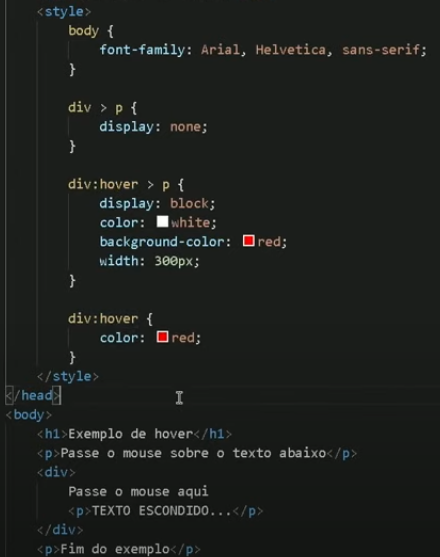 <style>
body {
font-family: Arial, Helvetica, sans-serif;
}
div > p {
display: none;
}
div:hover > p {
display: block;
color: white;
background-color: red;
width: 300px;
}
div:hover {
color: red;
}
</style>
</head>
<body>
<h1>Exemplo de hover</h1>
<p>Passe o mouse sobre o texto abaixo</p>
<div>
Passe o mouse aqui
<p>TEXTO ESCONDIDO...</p>
</div>
<p>Fim do exemplo</p>